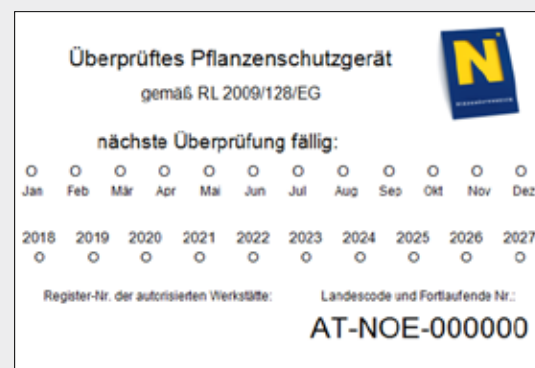 Überprüftes Pflanzenschutzgerät
gemäß RL 2009/128/EG
N
NIEDERÖSTERREICH
nächste Überprüfung fällig:
Jan Feb Mär Apr Mai Jun Jul Aug Sep Okt Nov Dez
2018 2019 2020 2021 2022 2023 2024 2025 2026 2027
Register-Nr. der autorisierten Werkstätte: Landescode und Fortlaufende Nr.:
AT-NOE-000000